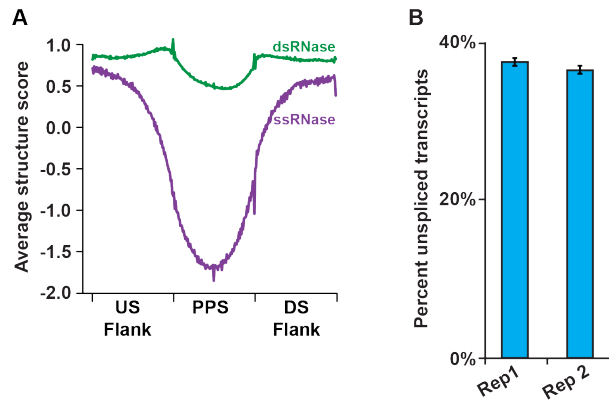 A
Average structure score
1.0
0.5
0.0
-0.5
-1.0
-1.5
-2.0
dsRNase
ssRNase
US
Flank
PPS
DS
Flank
B
Percent unspliced transcripts
40%
20%
0%
Rep1
Rep 2